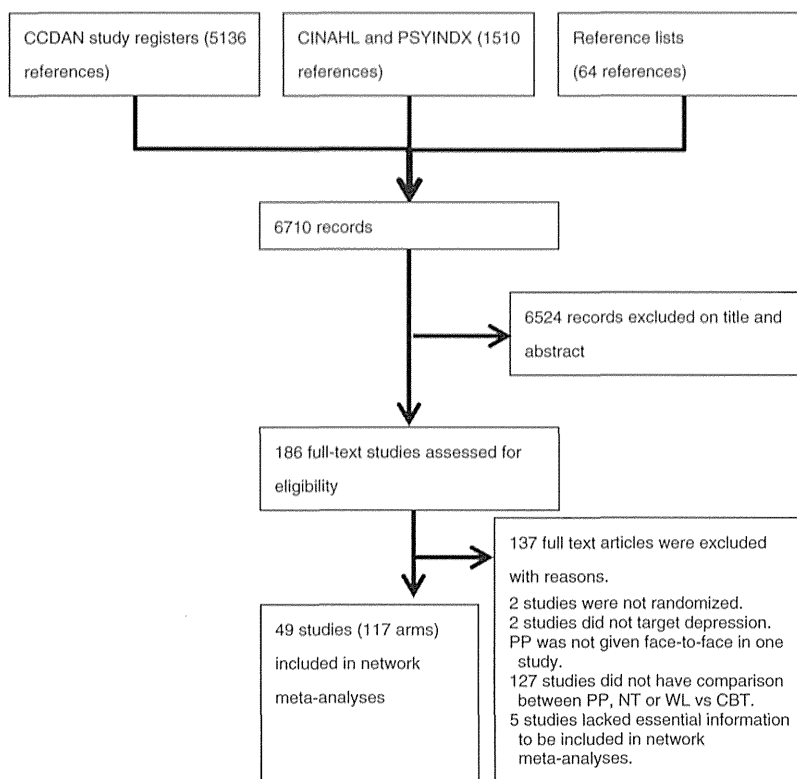 CCDAN study registers (5136
references)
CINAHL and PSYINDX (1510
references)
Reference lists
(64 references)
6710 records
6524 records excluded on title and
abstract
186 full-text studies assessed for
eligibility
137 full text articles were excluded
with reasons.
2 studies were not randomized.
2 studies did not target depression.
PP was not given face-to-face in one
study.
127 studies did not have comparison
between PP, NT or WL vs CBT.
5 studies lacked essential information
to be included in network
meta-analyses.
49 studies (117 arms)
included in network
meta-analyses